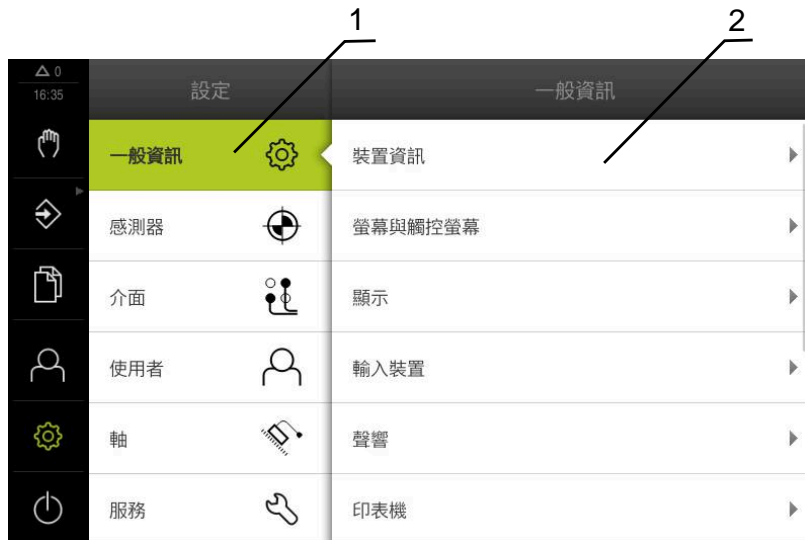 1
2
0
16:35
設定
一般資訊
一般資訊
裝置資訊
感測器
螢幕與觸控螢幕
介面
顯示
使用者
輸入裝置
軸
聲響
服務
印表機